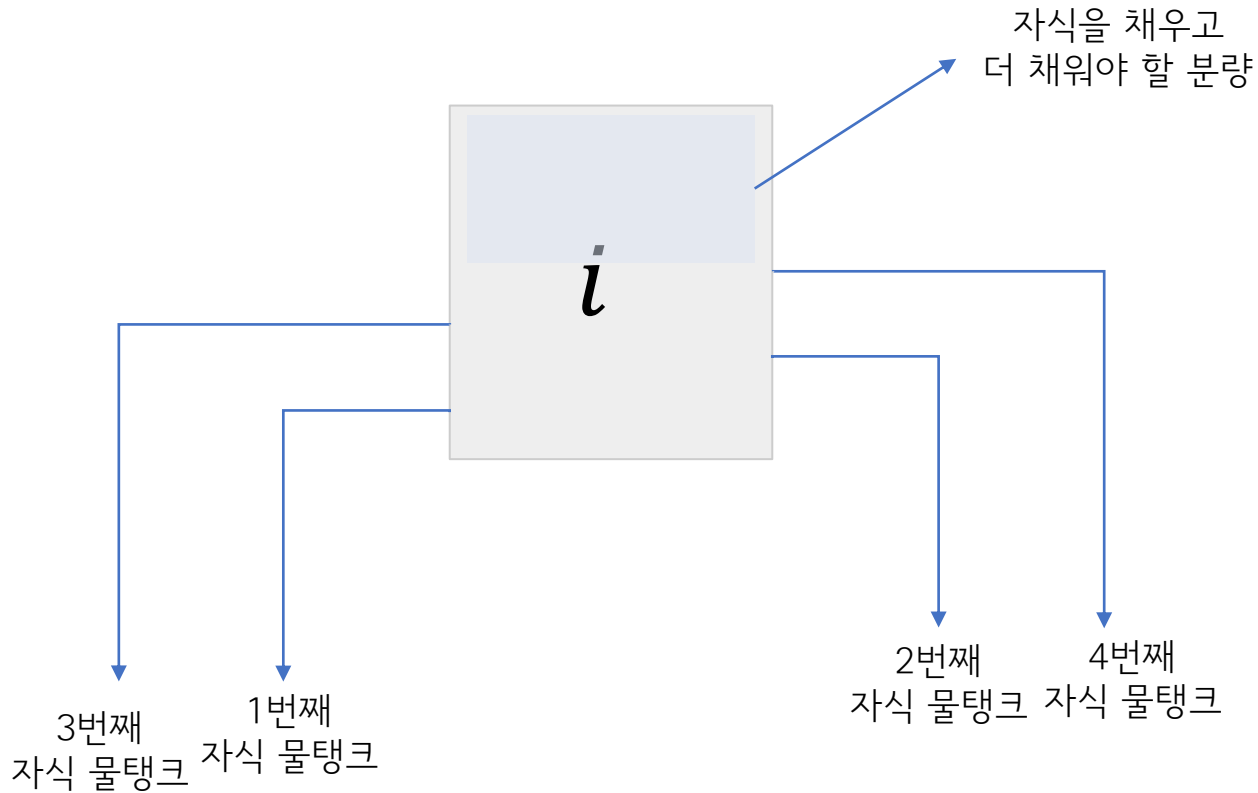 자식을 채우고
더 채워야 할 분량
i
2번째
자식 물탱크
4번째
자식 물탱크
1번째
자식 물탱크
3번째
자식 물탱크